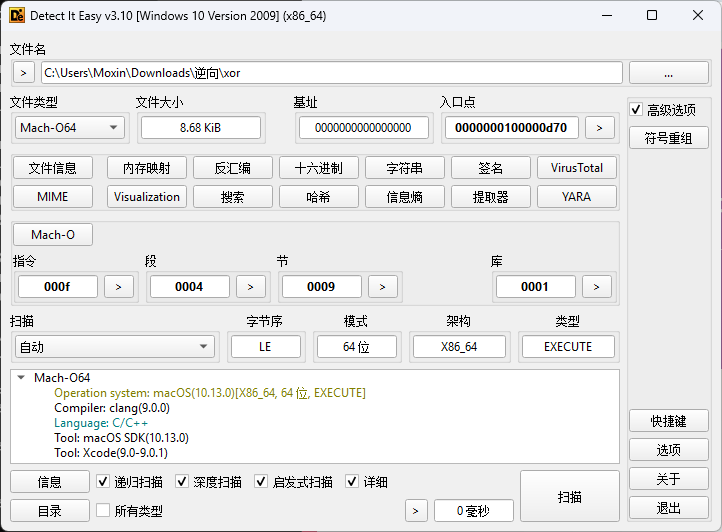 Detect It Easy v3.10 [Windows 10 Version 2009] (x86_64)
文件名
> C:\Users\Moxin\Downloads\逆向\xor ...
文件类型 文件大小 基址 入口点
高级选项
Mach-O64 8.68 KiB 0000000000000000 0000000100000d70 >
符号重组
文件信息 内存映射 反汇编 十六进制 字符串 签名 VirusTotal
MIME Visualization 搜索 哈希 信息熵 提取器 YARA
Mach-O
指令 段 节 库
000f > 0004 > 0009 > 0001 >
扫描 字节序 模式 架构 类型
自动 LE 64 位 X86_64 EXECUTE
Mach-O64
Operation system: macOS(10.13.0)[X86_64, 64 位, EXECUTE]
Compiler: clang(9.0.0)
Language: C/C++
Tool: macOS SDK(10.13.0)
Tool: Xcode(9.0-9.0.1)
快捷键
选项
关于
退出
信息 递归扫描 深度扫描 启发式扫描 详细
扫描
目录 所有类型 > 0 毫秒